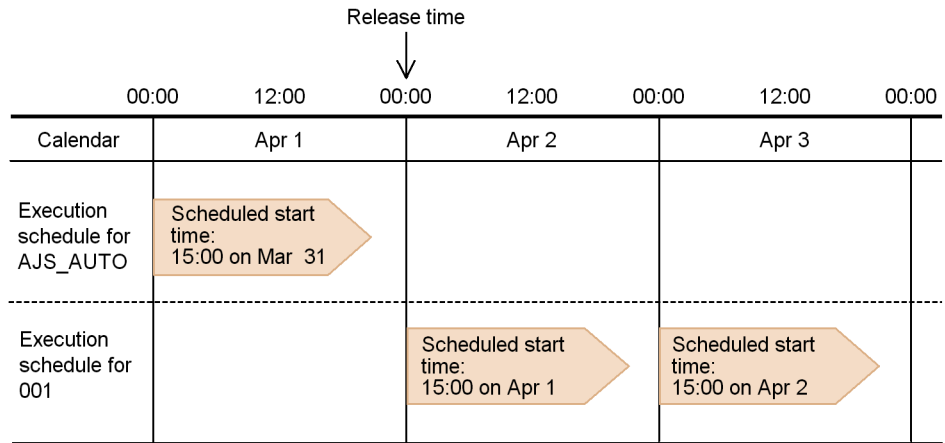 Release time
00:00 12:00 00:00 12:00 00:00 12:00 00:00
Calendar Apr 1 Apr 2 Apr 3
Execution
schedule for
AJS_AUTO
Scheduled start
time:
15:00 on Mar 31
Execution
schedule for
001
Scheduled start
time:
15:00 on Apr 1
Scheduled start
time:
15:00 on Apr 2